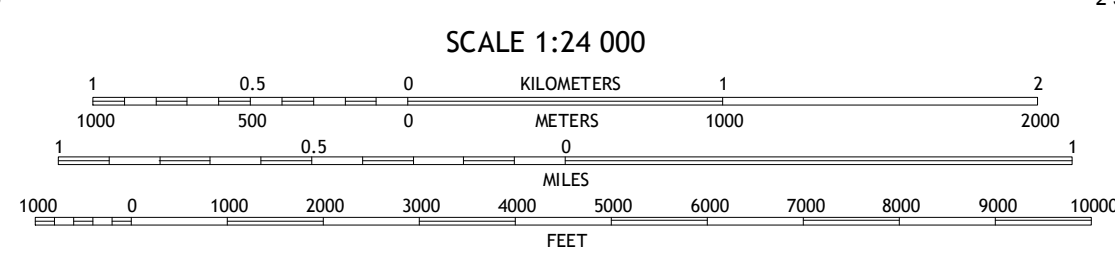 SCALE 1:24 000
1 0.5 0 KILOMETERS 1 2
1000 500 0 METERS 1000 2000
1 0.5 0 1
MILES
1000 0 1000 2000 3000 4000 5000 6000 7000 8000 9000 10000
FEET